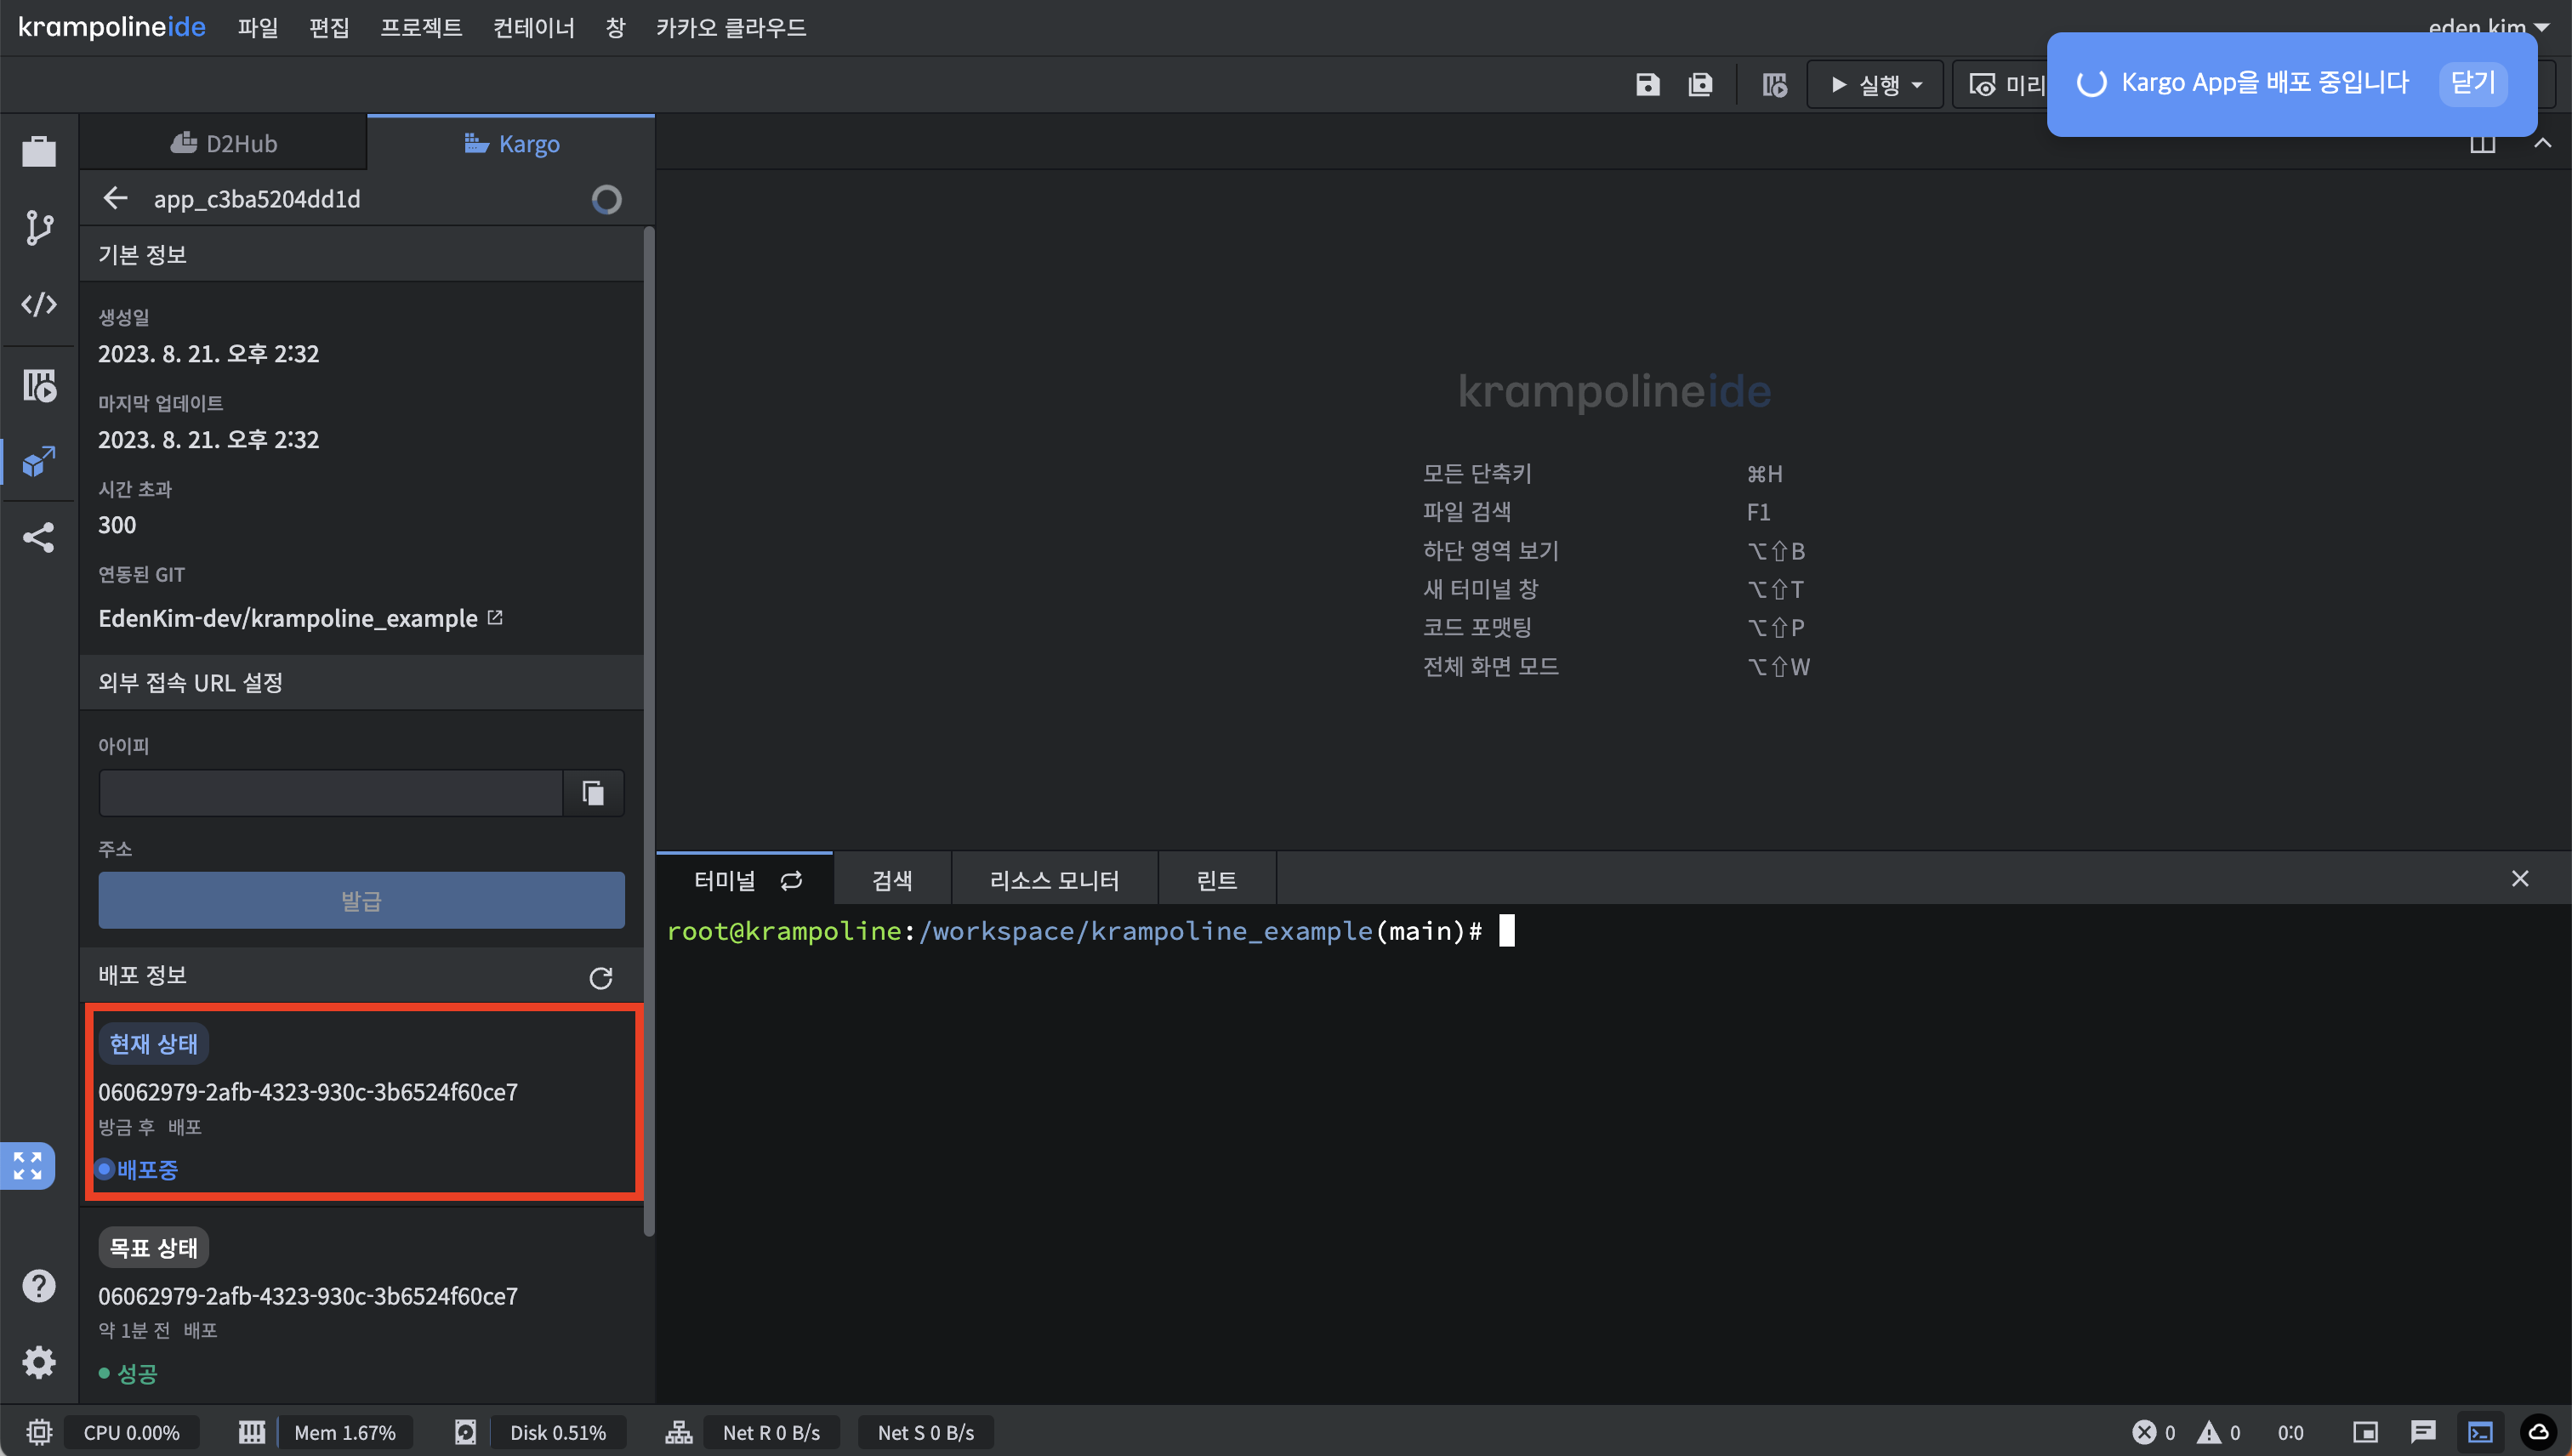 krampolineide 파일 편집 프로젝트 컨테이너 창 카카오 클라우드 eden kim
실행 미리
Kargo App을 배포 중입니다 닫기
D2Hub Kargo
app_c3ba5204dd1d
기본 정보
생성일
2023. 8. 21. 오후 2:32
마지막 업데이트
2023. 8. 21. 오후 2:32
시간 초과
300
연동된 GIT
EdenKim-dev/krampoline_example
외부 접속 URL 설정
아이피
주소
발급
배포 정보
현재 상태
06062979-2afb-4323-930c-3b6524f60ce7
방금 후 배포
배포중
목표 상태
06062979-2afb-4323-930c-3b6524f60ce7
약 1분 전 배포
성공
krampolineide
모든 단축키 ⌘H
파일 검색 F1
하단 영역 보기 ⌥⇧B
새 터미널 창 ⌥⇧T
코드 포맷팅 ⌥⇧P
전체 화면 모드 ⌥⇧W
터미널 검색 리소스 모니터 린트
root@krampoline:/workspace/krampoline_example(main)#
CPU 0.00% Mem 1.67% Disk 0.51% Net R 0 B/s Net S 0 B/s 0 0 0:0